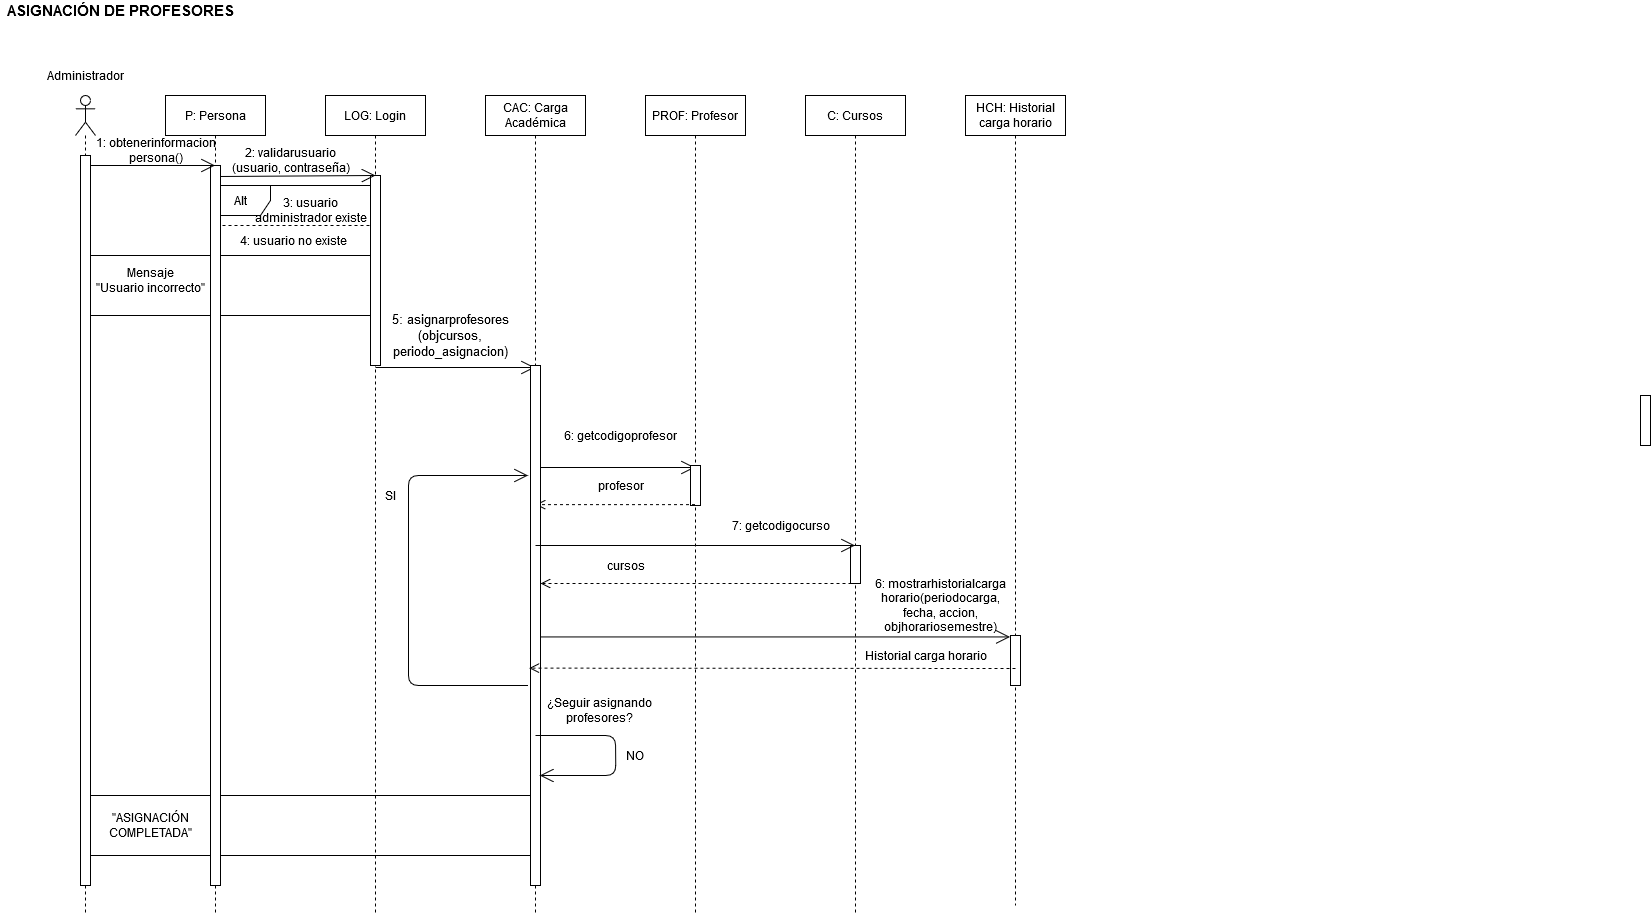 ASIGNACIÓN DE PROFESORES
Administrador
P: Persona
LOG: Login
CAC: Carga
Académica
PROF: Profesor
C: Cursos
HCH: Historial
carga horario
1: obtenerinformacion
persona()
2: validarusuario
(usuario, contraseña)
Alt
3: usuario
administrador existe
4: usuario no existe
Mensaje
"Usuario incorrecto"
5: asignarprofesores
(objcursos,
periodo_asignacion)
6: getcodigoprofesor
SI
profesor
7: getcodigocurso
cursos
6: mostrarhistorialcarga
horario(periodocarga,
fecha, accion,
objhorariosemestre)
Historial carga horario
¿Seguir asignando
profesores?
NO
"ASIGNACIÓN
COMPLETADA"